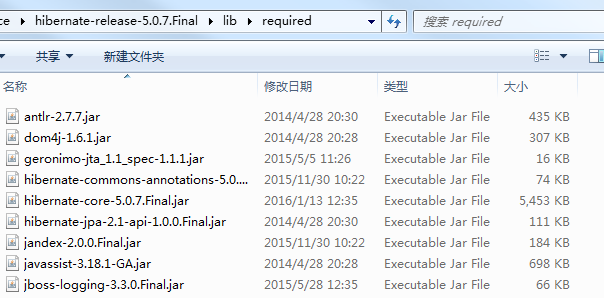 ce ▸ hibernate-release-5.0.7.Final ▸ lib ▸ required
搜索 required
共享 新建文件夹
名称 修改日期 类型 大小
antlr-2.7.7.jar 2014/4/28 20:30 Executable Jar File 435 KB
dom4j-1.6.1.jar 2014/4/28 20:28 Executable Jar File 307 KB
geronimo-jta_1.1_spec-1.1.1.jar 2015/5/5 11:26 Executable Jar File 16 KB
hibernate-commons-annotations-5.0.... 2015/11/30 10:22 Executable Jar File 74 KB
hibernate-core-5.0.7.Final.jar 2016/1/13 12:35 Executable Jar File 5,453 KB
hibernate-jpa-2.1-api-1.0.0.Final.jar 2014/4/28 20:30 Executable Jar File 111 KB
jandex-2.0.0.Final.jar 2015/11/30 10:22 Executable Jar File 184 KB
javassist-3.18.1-GA.jar 2014/4/28 20:28 Executable Jar File 698 KB
jboss-logging-3.3.0.Final.jar 2015/5/28 12:35 Executable Jar File 66 KB